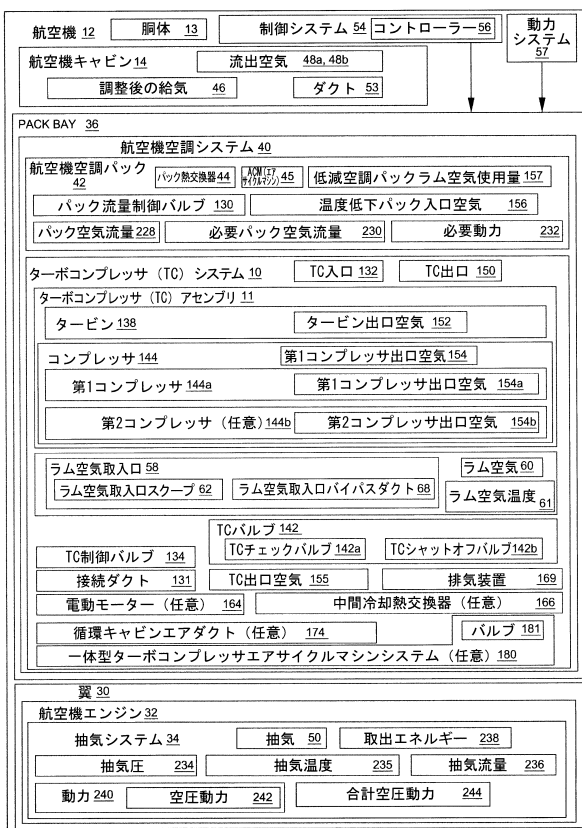 航空機 12
胴体 13
制御システム 54
コントローラー 56
動力
システム
57
航空機キャビン 14
流出空気 48a, 48b
調整後の給気 46
ダクト 53
PACK BAY 36
航空機空調システム 40
航空機空調パック
42
パック熱交換器 44
ACM(エア
サイクルマシン) 45
低減空調パックラム空気使用量 157
パック流量制御バルブ 130
温度低下パック入口空気 156
パック空気流量 228
必要パック空気流量 230
必要動力 232
ターボコンプレッサ（TC）システム 10
TC入口 132
TC出口 150
ターボコンプレッサ（TC）アセンブリ 11
タービン 138
タービン出口空気 152
コンプレッサ 144
第1コンプレッサ出口空気 154
第1コンプレッサ 144a
第1コンプレッサ出口空気 154a
第2コンプレッサ（任意）144b
第2コンプレッサ出口空気 154b
ラム空気取入口 58
ラム空気 60
ラム空気取入口スクープ 62
ラム空気取入口バイパスダクト 68
ラム空気温度
61
TCバルブ 142
TC制御バルブ 134
TCチェックバルブ 142a
TCシャットオフバルブ 142b
接続ダクト 131
TC出口空気 155
排気装置 169
電動モーター（任意）164
中間冷却熱交換器（任意）166
循環キャビンエアダクト（任意）174
バルブ 181
一体型ターボコンプレッサエアサイクルマシンシステム（任意）180
翼 30
航空機エンジン 32
抽気システム 34
抽気 50
取出エネルギー 238
抽気圧 234
抽気温度 235
抽気流量 236
動力 240
空圧動力 242
合計空圧動力 244